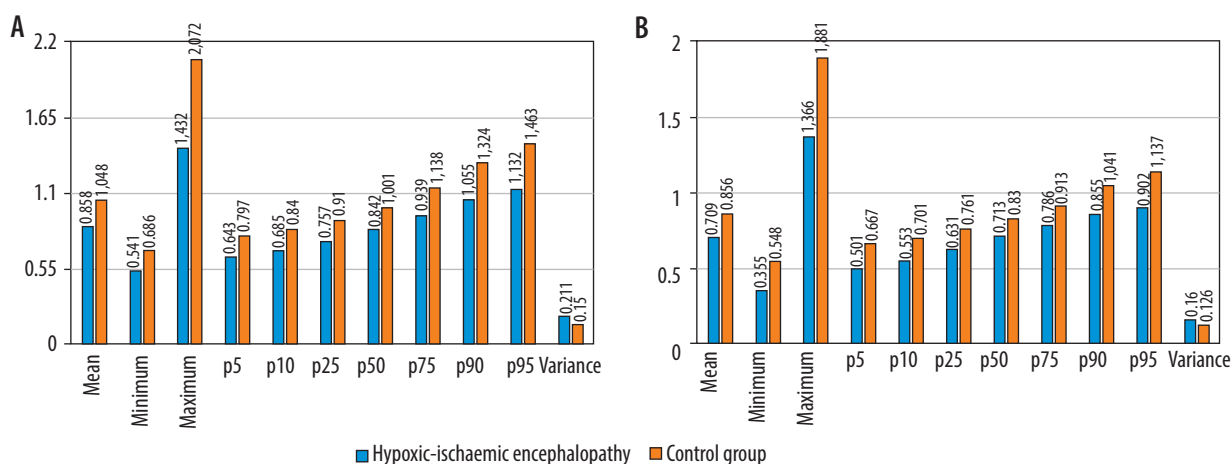 A
2.2
1.65
1.1
0.55
0
0.858
1,048
0.541
0.686
1,432
2,072
0.643
0.797
0.685
0.84
0.757
0.91
0.842
1,001
0.939
1,138
1,055
1,324
1,132
1,463
0.211
0.15
Mean
Minimum
Maximum
p5
p10
p25
p50
p75
p90
p95
Variance
B
2
1.5
1
0.5
0
0.709
0.856
0.355
0.548
1,366
1,881
0.501
0.667
0.553
0.701
0.631
0.761
0.713
0.83
0.786
0.913
0.855
1,041
0.902
1,137
0.16
0.126
Mean
Minimum
Maximum
p5
p10
p25
p50
p75
p90
p95
Variance
Hypoxic-ischaemic encephalopathy
Control group